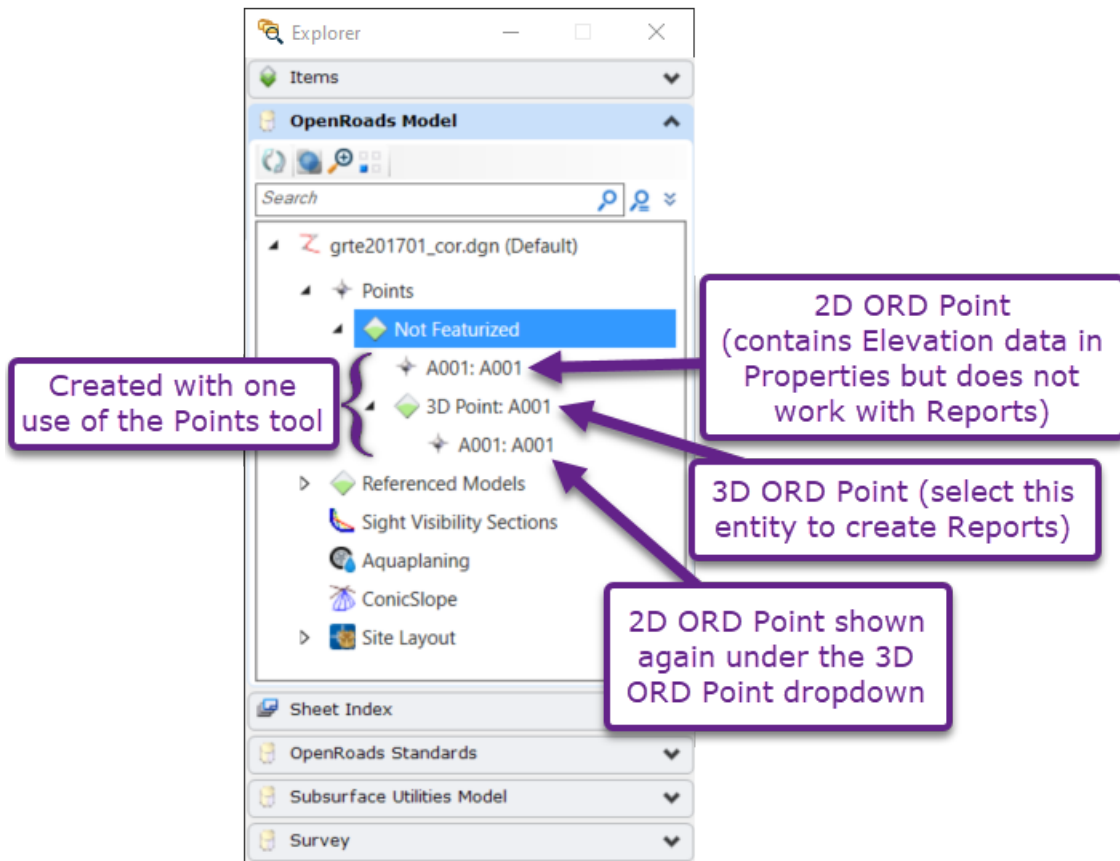 Explorer
Items
OpenRoads Model
Search
grte201701_cor.dgn (Default)
Points
Not Featurized
A001: A001
3D Point: A001
A001: A001
Referenced Models
Sight Visibility Sections
Aquaplaning
ConicSlope
Site Layout
Sheet Index
OpenRoads Standards
Subsurface Utilities Model
Survey
Created with one
use of the Points tool
2D ORD Point
(contains Elevation data in
Properties but does not
work with Reports)
3D ORD Point (select this
entity to create Reports)
2D ORD Point shown
again under the 3D
ORD Point dropdown